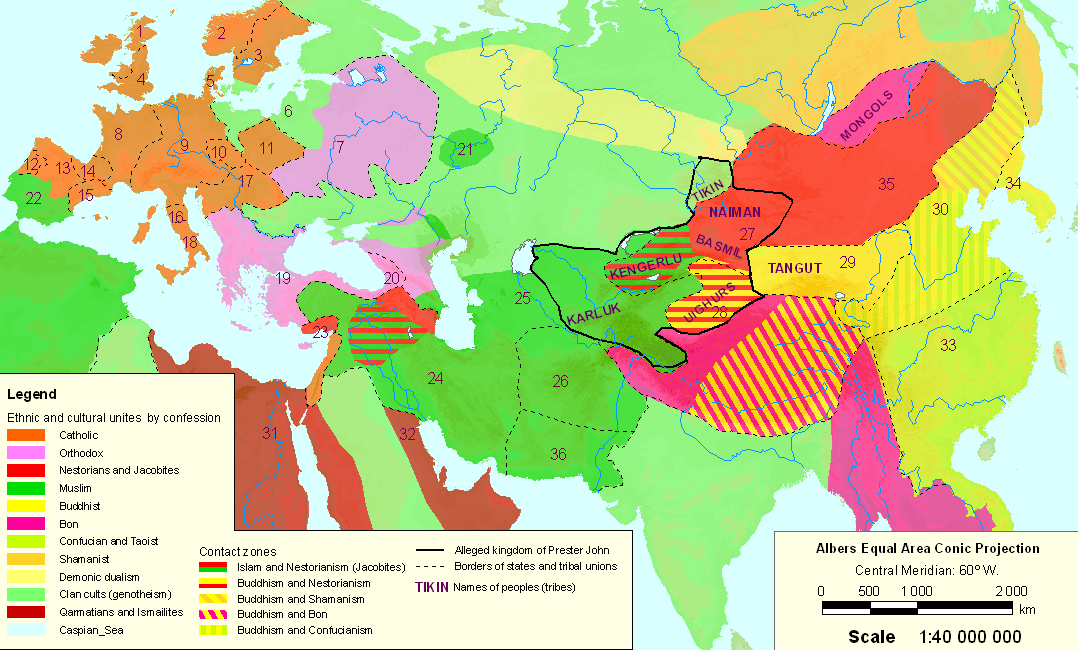 1
2
3
4
5
6
7
8
9
10
11
12
13
14
15
16
17
18
19
20
21
22
23
24
25
26
27
28
29
30
31
32
33
34
35
36
MONGOLS
TIKIN
NAIMAN
BASMIL
KENGERLU
TANGUT
UIGHURS
KARLUK
Legend
Ethnic and cultural unites by confession
Catholic
Orthodox
Nestorians and Jacobites
Muslim
Buddhist
Bon
Confucian and Taoist
Shamanist
Demonic dualism
Clan cults (genotheism)
Qarmatians and Ismailites
Caspian_Sea
Contact zones
Islam and Nestorianism (Jacobites)
Buddhism and Nestorianism
Buddhism and Shamanism
Buddhism and Bon
Buddhism and Confucianism
Alleged kingdom of Prester John
Borders of states and tribal unions
TIKIN Names of peoples (tribes)
Albers Equal Area Conic Projection
Central Meridian: 60° W.
0 500 1 000 2 000
km
Scale 1:40 000 000